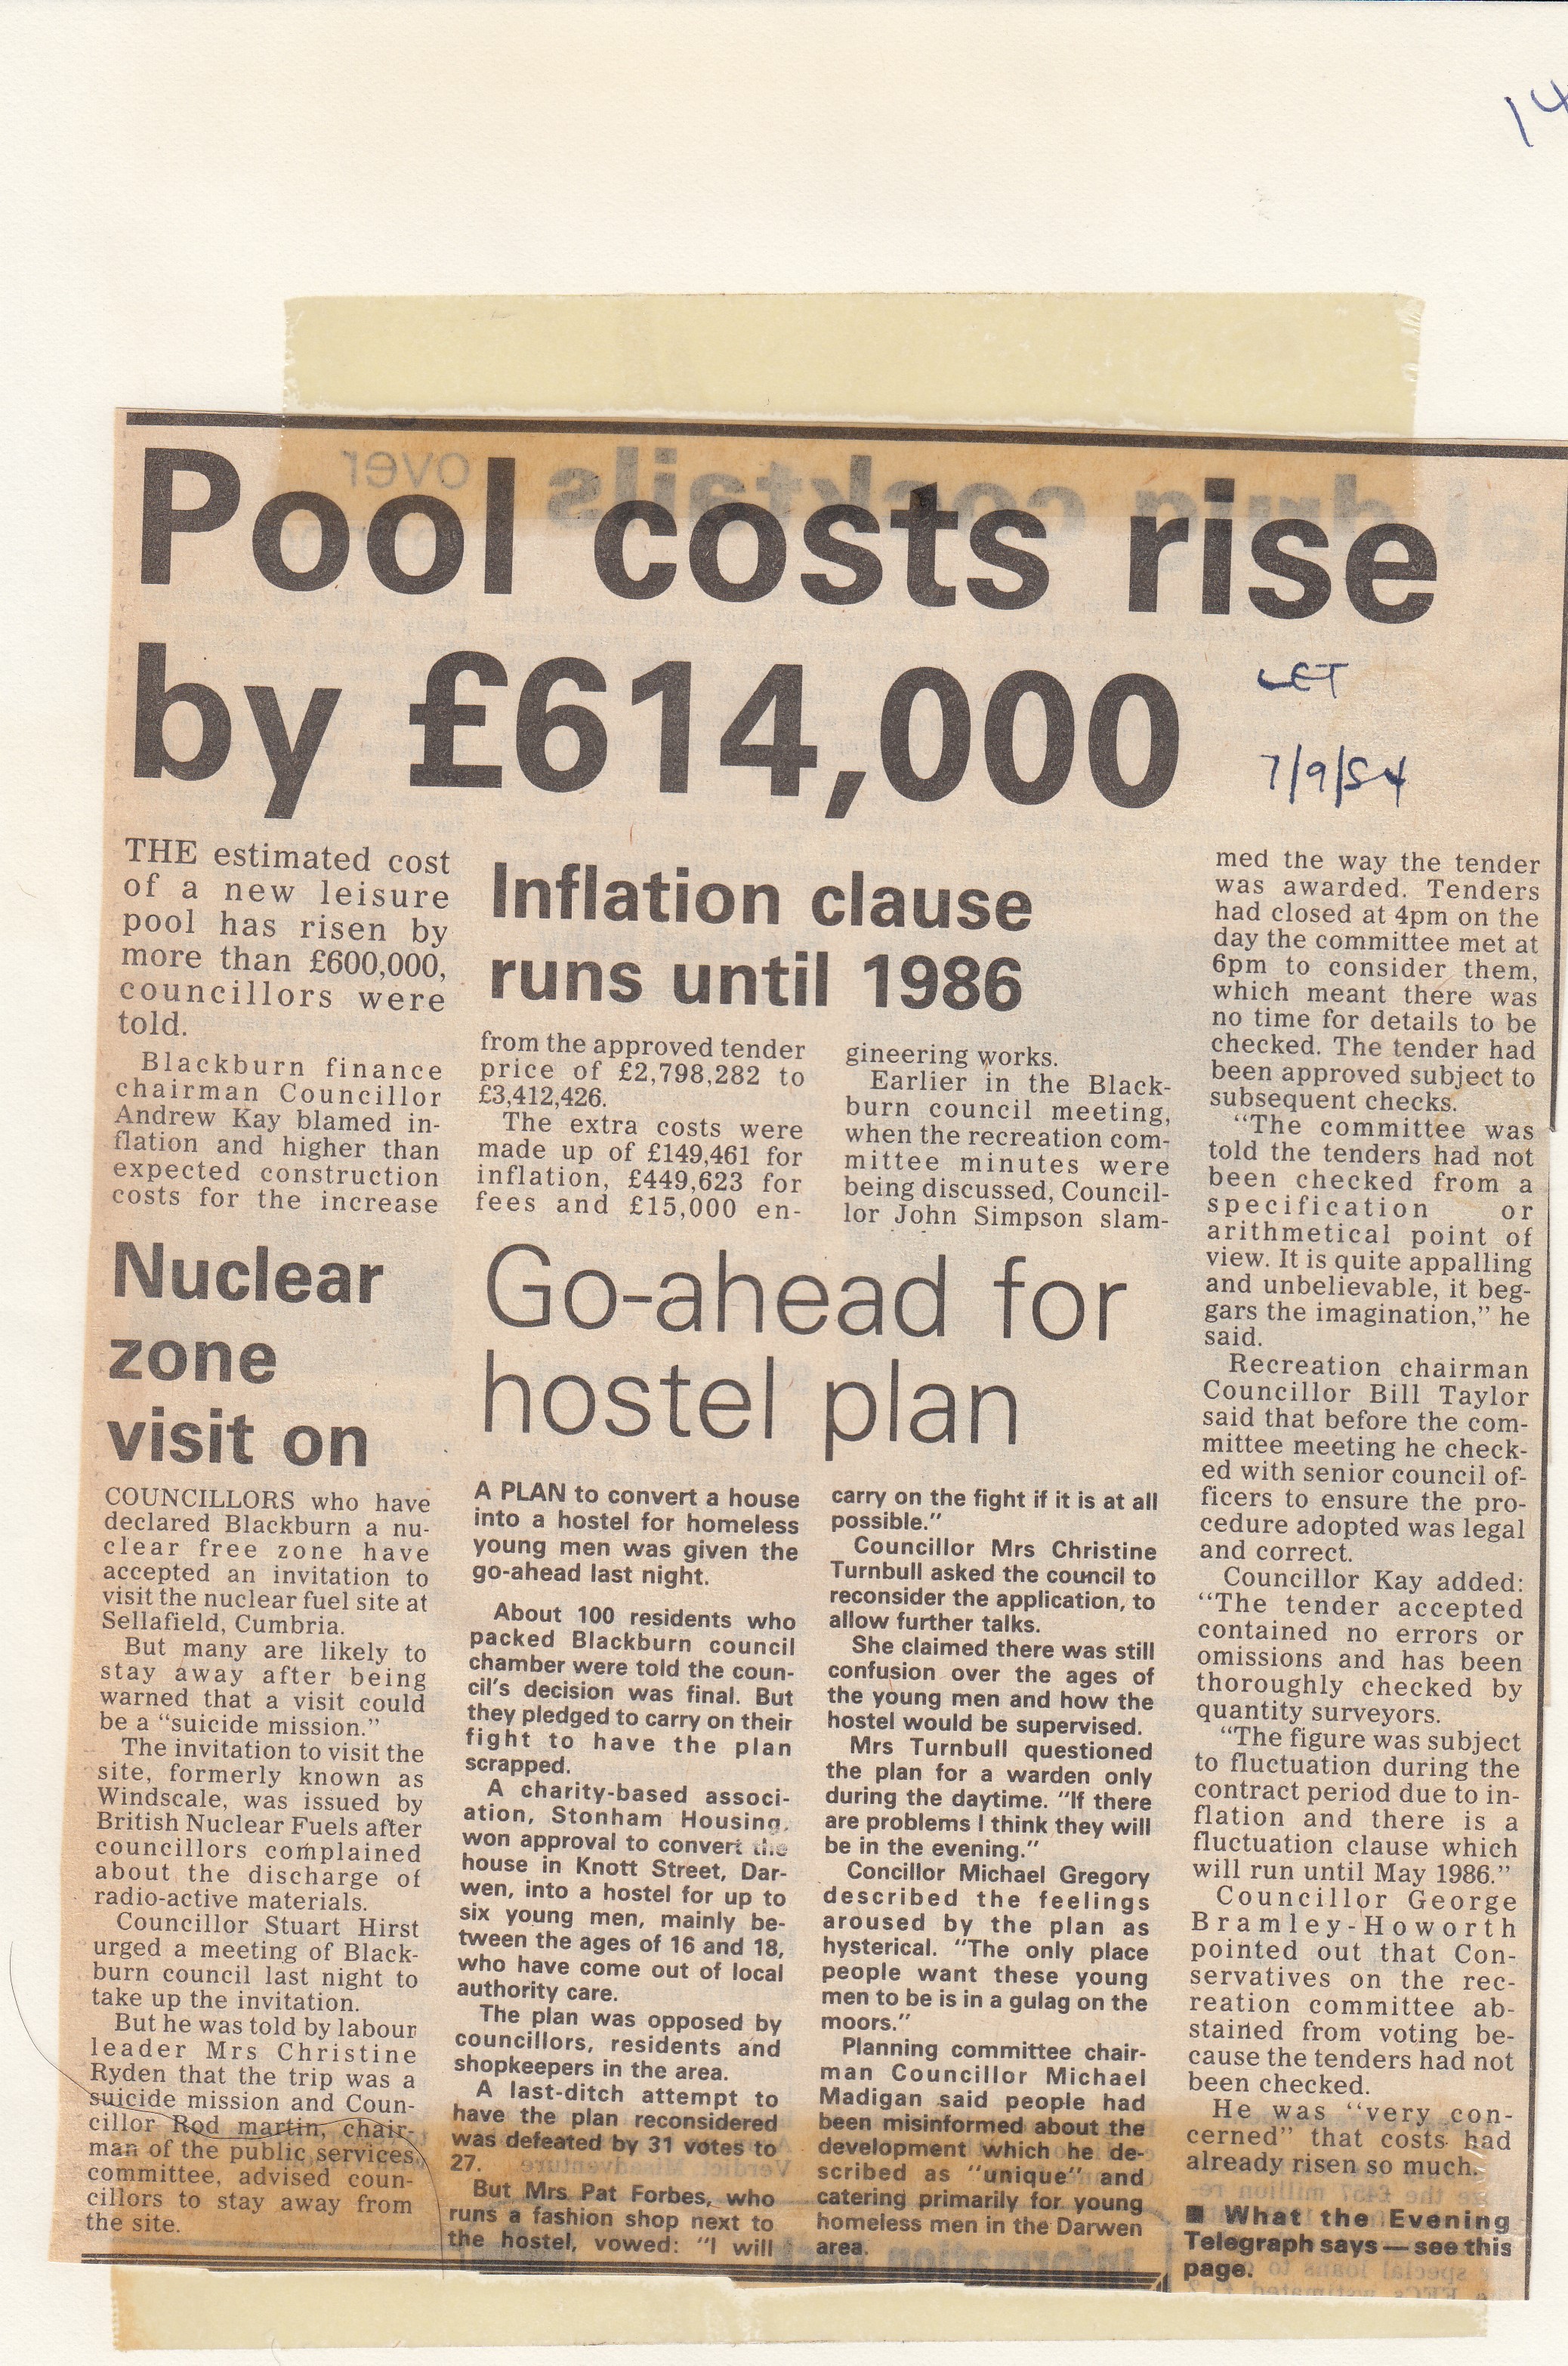 14
Pool costs rise
by £614,000
LET
7/9/84
THE estimated cost
of a new leisure
pool has risen by
more than £600,000,
councillors were
told.
Blackburn finance
chairman Councillor
Andrew Kay blamed in-
flation and higher than
expected construction
costs for the increase
Inflation clause
runs until 1986
from the approved tender
price of £2,798,282 to
£3,412,426.
The extra costs were
made up of £149,461 for
inflation, £449,623 for
fees and £15,000 en-
gineering works.
Earlier in the Black-
burn council meeting,
when the recreation com-
mittee minutes were
being discussed, Council-
lor John Simpson slam-
med the way the tender
was awarded. Tenders
had closed at 4pm on the
day the committee met at
6pm to consider them,
which meant there was
no time for details to be
checked. The tender had
been approved subject to
subsequent checks.
"The committee was
told the tenders had not
been checked from a
specification or
arithmetical point of
view. It is quite appalling
and unbelievable, it beg-
gars the imagination," he
said.
Recreation chairman
Councillor Bill Taylor
said that before the com-
mittee meeting he check-
ed with senior council of-
ficers to ensure the pro-
cedure adopted was legal
and correct.
Councillor Kay added:
"The tender accepted
contained no errors or
omissions and has been
thoroughly checked by
quantity surveyors.
"The figure was subject
to fluctuation during the
contract period due to in-
flation and there is a
fluctuation clause which
will run until May 1986."
Councillor George
Bramley-Howorth
pointed out that Con-
servatives on the rec-
reation committee ab-
stained from voting be-
cause the tenders had not
been checked.
He was "very con-
cerned" that costs had
already risen so much.
■ What the Evening
Telegraph says — see this
page.
Nuclear
zone
visit on
COUNCILLORS who have
declared Blackburn a nu-
clear free zone have
accepted an invitation to
visit the nuclear fuel site at
Sellafield, Cumbria.
But many are likely to
stay away after being
warned that a visit could
be a "suicide mission."
The invitation to visit the
site, formerly known as
Windscale, was issued by
British Nuclear Fuels after
councillors complained
about the discharge of
radio-active materials.
Councillor Stuart Hirst
urged a meeting of Black-
burn council last night to
take up the invitation.
But he was told by labour
leader Mrs Christine
Ryden that the trip was a
suicide mission and Coun-
cillor Rod martin, chair-
man of the public services
committee, advised coun-
cillors to stay away from
the site.
Go-ahead for
hostel plan
A PLAN to convert a house
into a hostel for homeless
young men was given the
go-ahead last night.
About 100 residents who
packed Blackburn council
chamber were told the coun-
cil's decision was final. But
they pledged to carry on their
fight to have the plan
scrapped.
A charity-based associ-
ation, Stonham Housing,
won approval to convert the
house in Knott Street, Dar-
wen, into a hostel for up to
six young men, mainly be-
tween the ages of 16 and 18,
who have come out of local
authority care.
The plan was opposed by
councillors, residents and
shopkeepers in the area.
A last-ditch attempt to
have the plan reconsidered
was defeated by 31 votes to
27.
But Mrs Pat Forbes, who
runs a fashion shop next to
the hostel, vowed: "I will
carry on the fight if it is at all
possible."
Councillor Mrs Christine
Turnbull asked the council to
reconsider the application, to
allow further talks.
She claimed there was still
confusion over the ages of
the young men and how the
hostel would be supervised.
Mrs Turnbull questioned
the plan for a warden only
during the daytime. "If there
are problems I think they will
be in the evening."
Concillor Michael Gregory
described the feelings
aroused by the plan as
hysterical. "The only place
people want these young
men to be is in a gulag on the
moors."
Planning committee chair-
man Councillor Michael
Madigan said people had
been misinformed about the
development which he de-
scribed as "unique" and
catering primarily for young
homeless men in the Darwen
area.